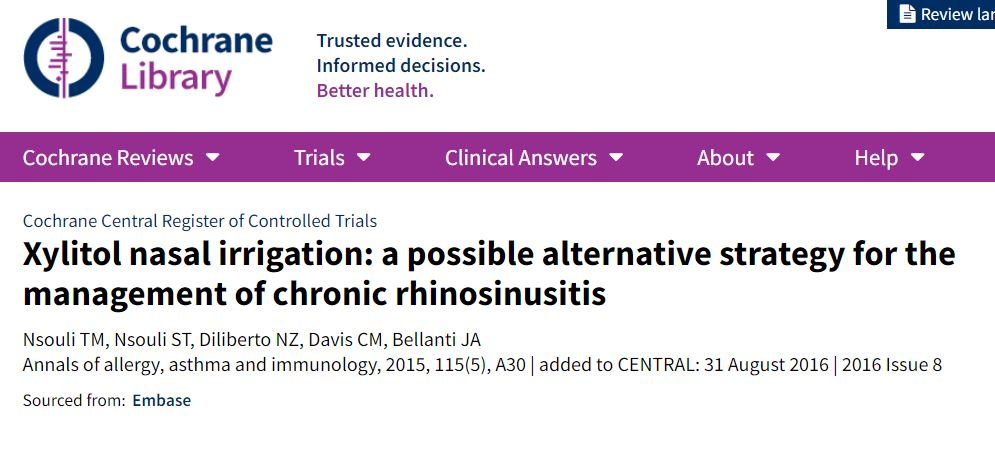 Review
Cochrane
Library
Trusted evidence.
Informed decisions.
Better health.
Cochrane Reviews
Trials
Clinical Answers
About
Help
Cochrane Central Register of Controlled Trials
Xylitol nasal irrigation: a possible alternative strategy for the
management of chronic rhinosinusitis
Nsouli TM, Nsouli ST, Diliberto NZ, Davis CM, Bellanti JA
Annals of allergy, asthma and immunology, 2015, 115(5), A30 | added to CENTRAL: 31 August 2016 | 2016 Issue 8
Sourced from: Embase